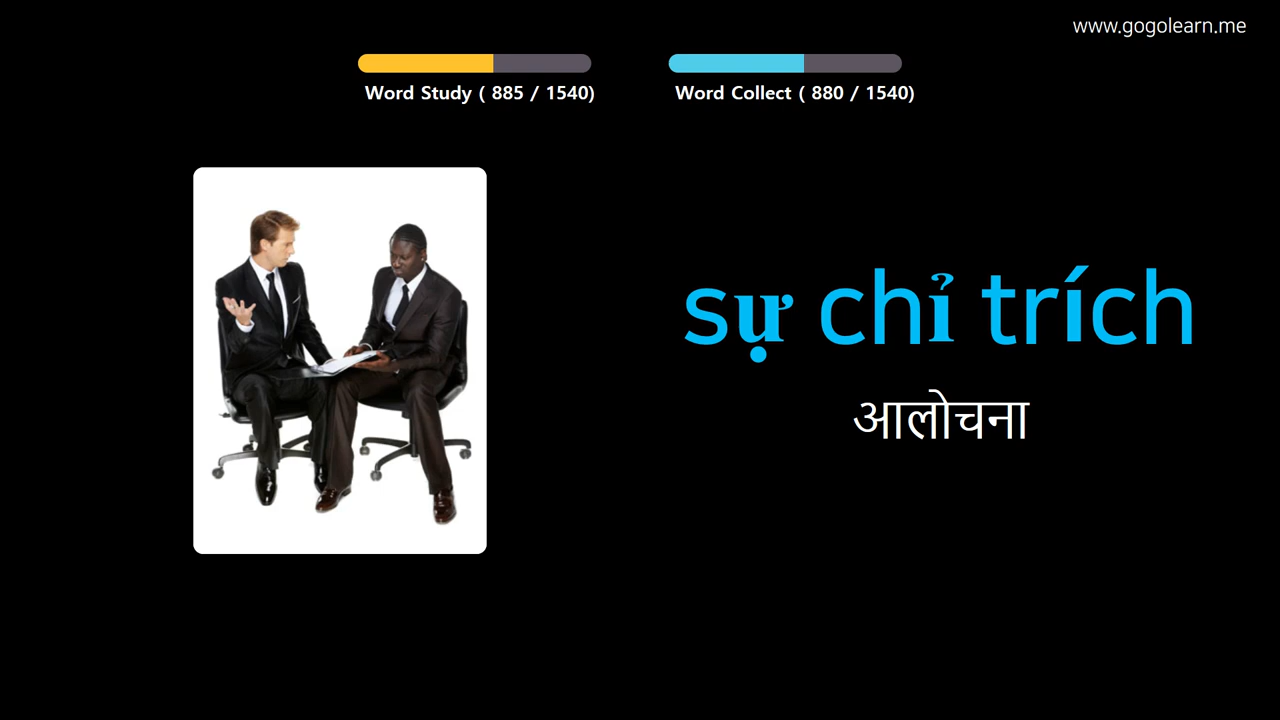 www.gogolearn.me
Word Study ( 885 / 1540)
Word Collect ( 880 / 1540)
sự chỉ trích
आलोचना